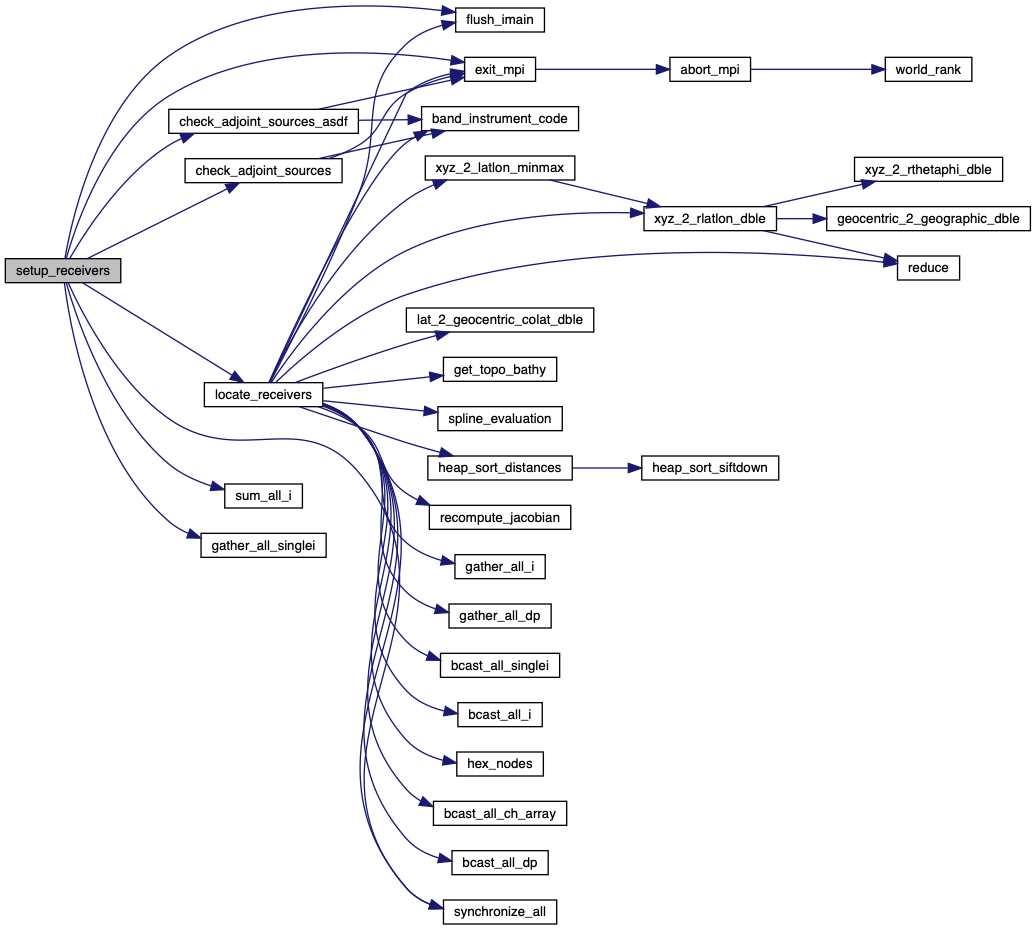 flush_imain
exit_mpi
abort_mpi
world_rank
check_adjoint_sources_asdf
band_instrument_code
check_adjoint_sources
xyz_2_latlon_minmax
xyz_2_rthetaphi_dble
xyz_2_rlatlon_dble
geocentric_2_geographic_dble
setup_receivers
reduce
lat_2_geocentric_colat_dble
get_topo_bathy
locate_receivers
spline_evaluation
heap_sort_distances
heap_sort_siftdown
sum_all_i
recompute_jacobian
gather_all_singlei
gather_all_i
gather_all_dp
bcast_all_singlei
bcast_all_i
hex_nodes
bcast_all_ch_array
bcast_all_dp
synchronize_all